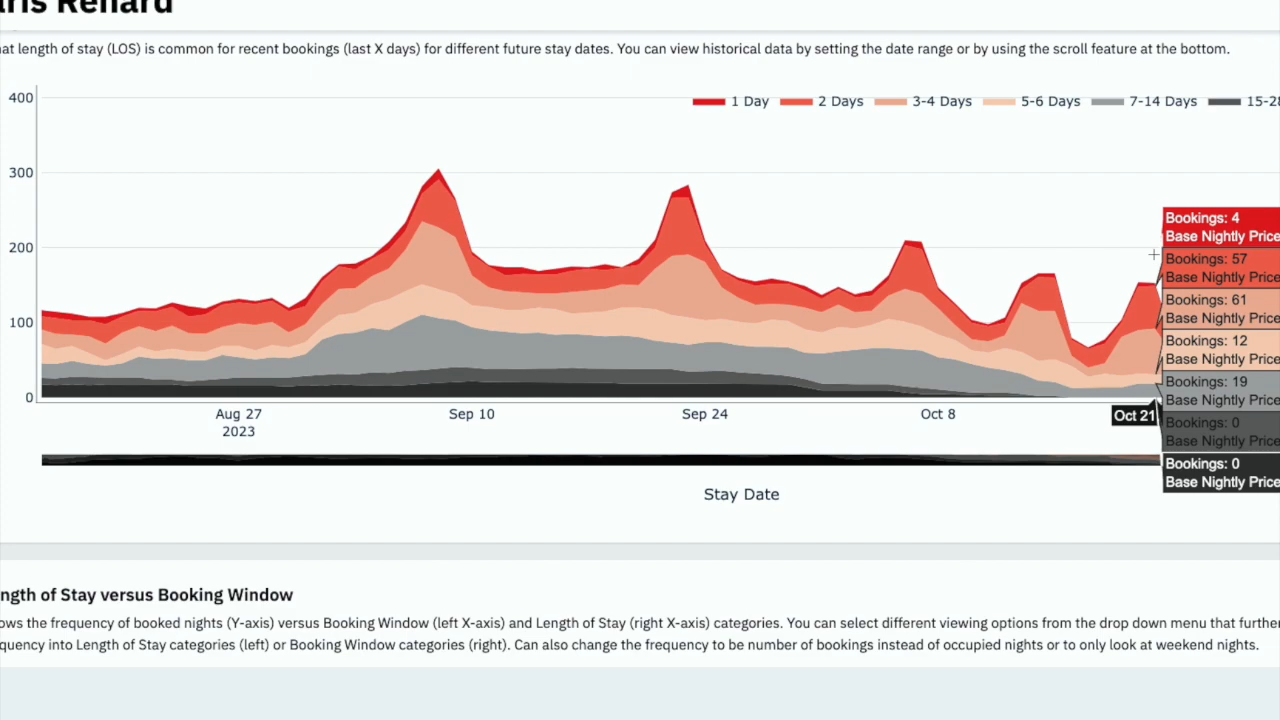 Renard
length of stay (LOS) is common for recent bookings (last X days) for different future stay dates. You can view historical data by setting the date range or by using the scroll feature at the bottom.
400
1 Day 2 Days 3-4 Days 5-6 Days 7-14 Days
300
200
100
0
Bookings: 4
Base Nightly Price
Bookings: 57
Base Nightly Price
Bookings: 61
Base Nightly Price
Bookings: 12
Base Nightly Price
Bookings: 19
Base Nightly Price
Bookings: 0
Base Nightly Price
Bookings: 0
Base Nightly Price
Aug 27
2023
Sep 10
Sep 24
Oct 8
Oct 21
Stay Date
ngth of Stay versus Booking Window
ows the frequency of booked nights (Y-axis) versus Booking Window (left X-axis) and Length of Stay (right X-axis) categories. You can select different viewing options from the drop down menu that further
quency into Length of Stay categories (left) or Booking Window categories (right). Can also change the frequency to be number of bookings instead of occupied nights or to only look at weekend nights.